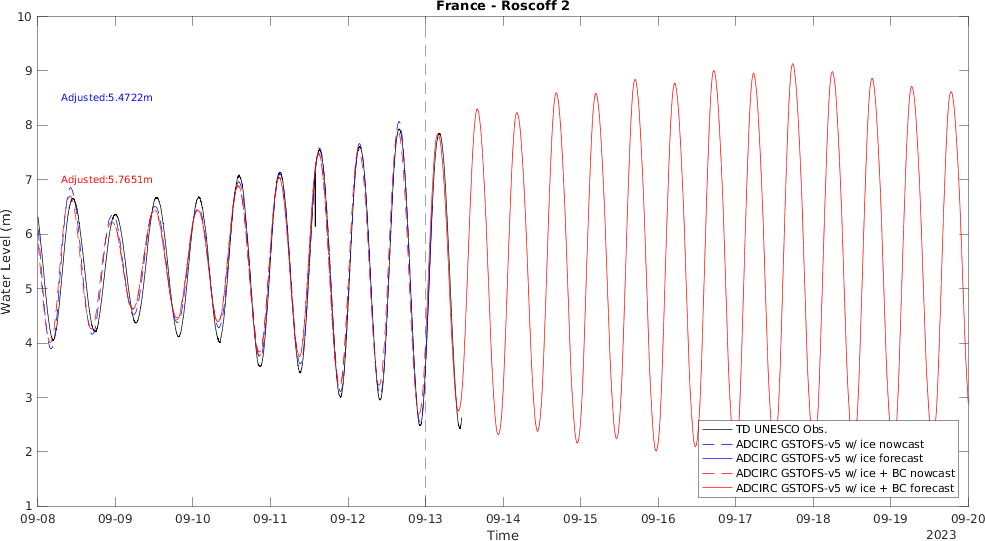 France - Roscoff 2
10
9
8
7
6
5
4
3
2
1
Water Level (m)
Adjusted:5.4722m
Adjusted:5.7651m
TD UNESCO Obs.
ADCIRC GSTOFS-v5 w/ ice nowcast
ADCIRC GSTOFS-v5 w/ ice forecast
ADCIRC GSTOFS-v5 w/ ice + BC nowcast
ADCIRC GSTOFS-v5 w/ ice + BC forecast
09-08 09-09 09-10 09-11 09-12 09-13 09-14 09-15 09-16 09-17 09-18 09-19 09-20
Time
2023